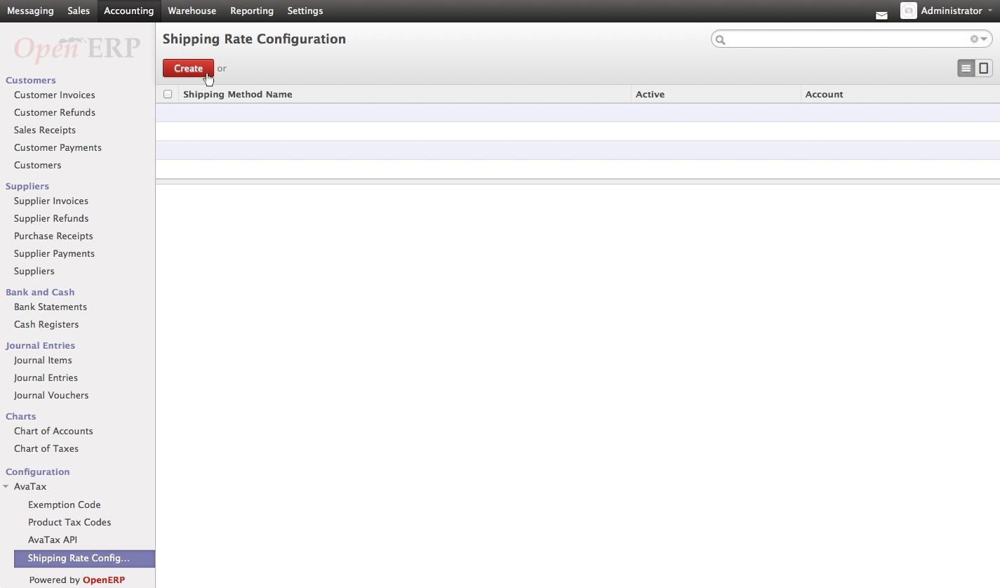 Messaging Sales Accounting Warehouse Reporting Settings Administrator
Open ERP
Shipping Rate Configuration
Create or
Shipping Method Name Active Account
Customers
Customer Invoices
Customer Refunds
Sales Receipts
Customer Payments
Customers
Suppliers
Supplier Invoices
Supplier Refunds
Purchase Receipts
Supplier Payments
Suppliers
Bank and Cash
Bank Statements
Cash Registers
Journal Entries
Journal Items
Journal Entries
Journal Vouchers
Charts
Chart of Accounts
Chart of Taxes
Configuration
AvaTax
Exemption Code
Product Tax Codes
AvaTax API
Shipping Rate Config...
Powered by OpenERP